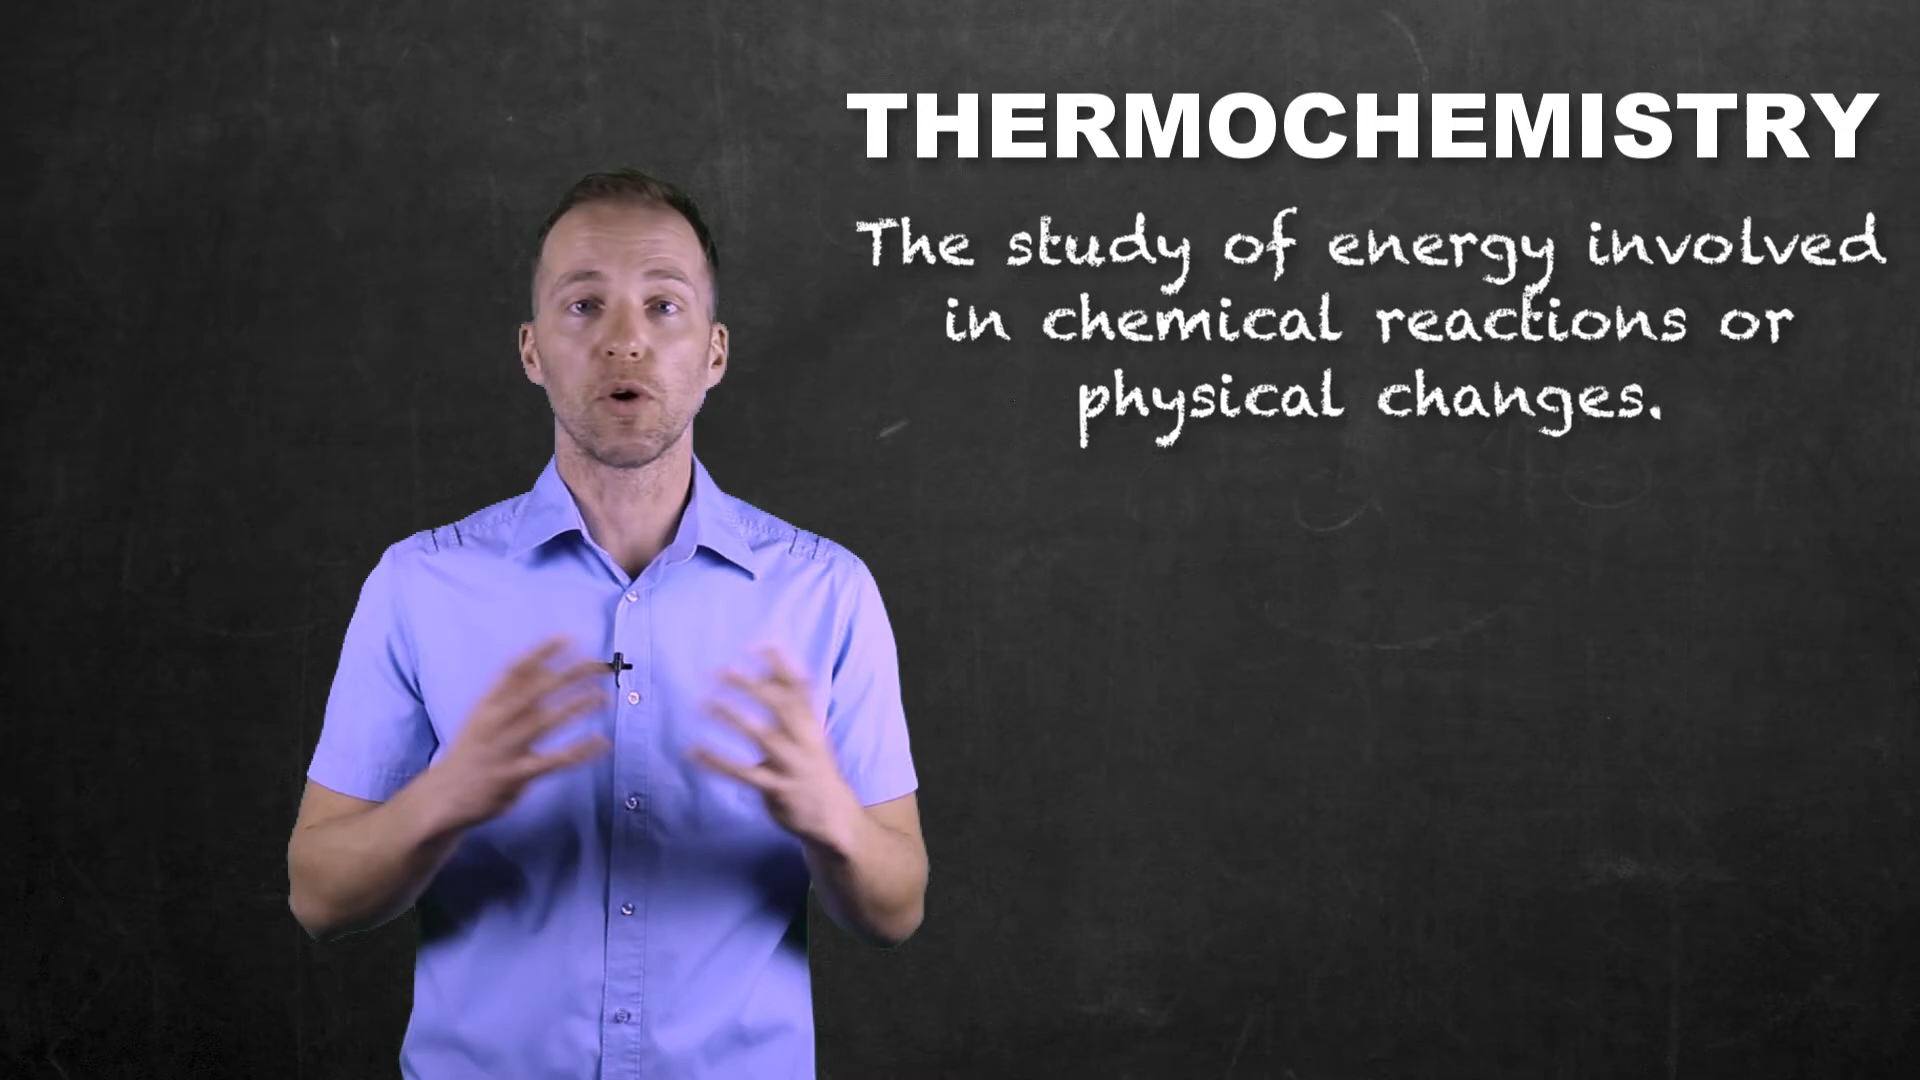 THERMOCHEMISTRY
The study of energy involved
in chemical reactions or
physical changes.